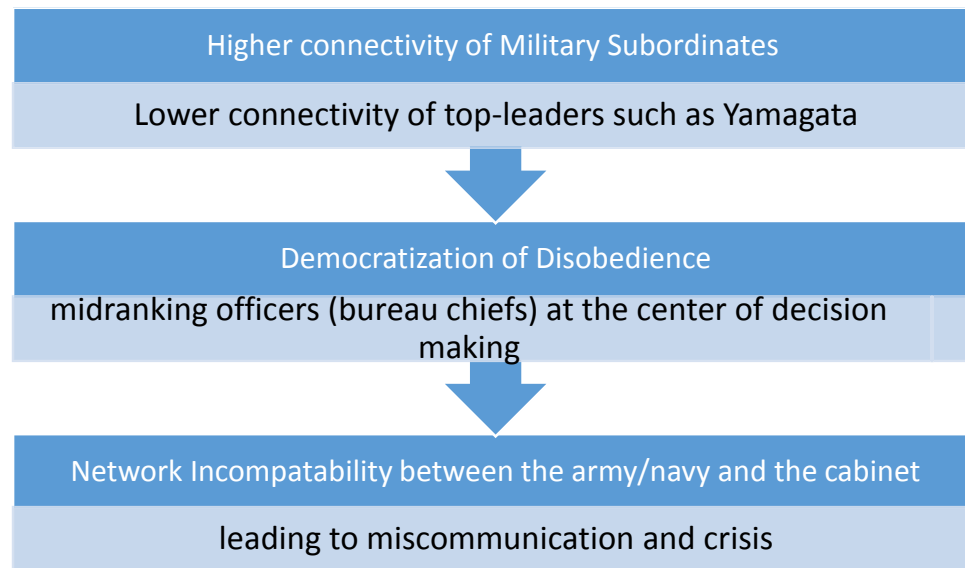 Higher connectivity of Military Subordinates
Lower connectivity of top-leaders such as Yamagata
Democratization of Disobedience
midranking officers (bureau chiefs) at the center of decision
making
Network Incompatability between the army/navy and the cabinet
leading to miscommunication and crisis